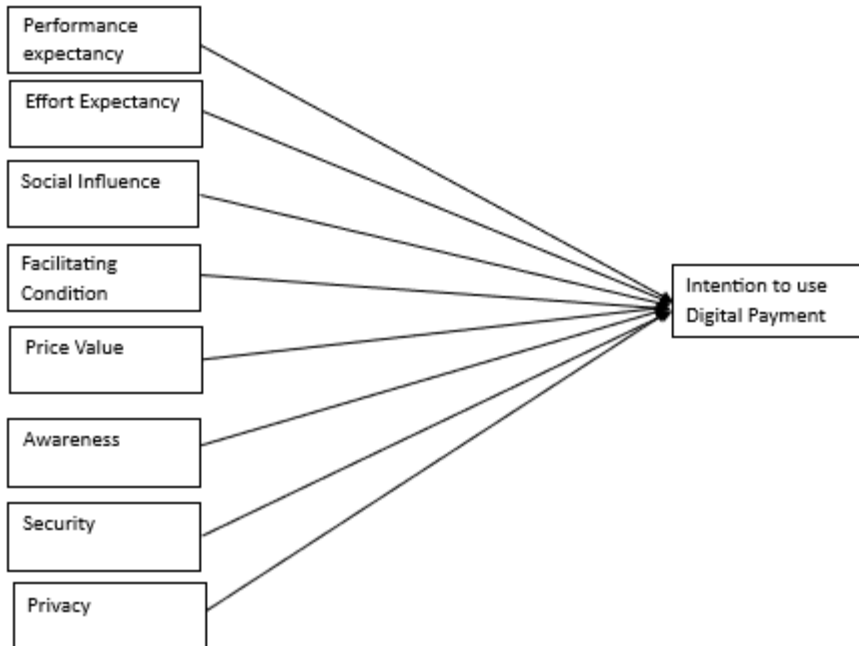 Performance
expectancy
Effort Expectancy
Social Influence
Facilitating
Condition
Price Value
Awareness
Security
Privacy
Intention to use
Digital Payment